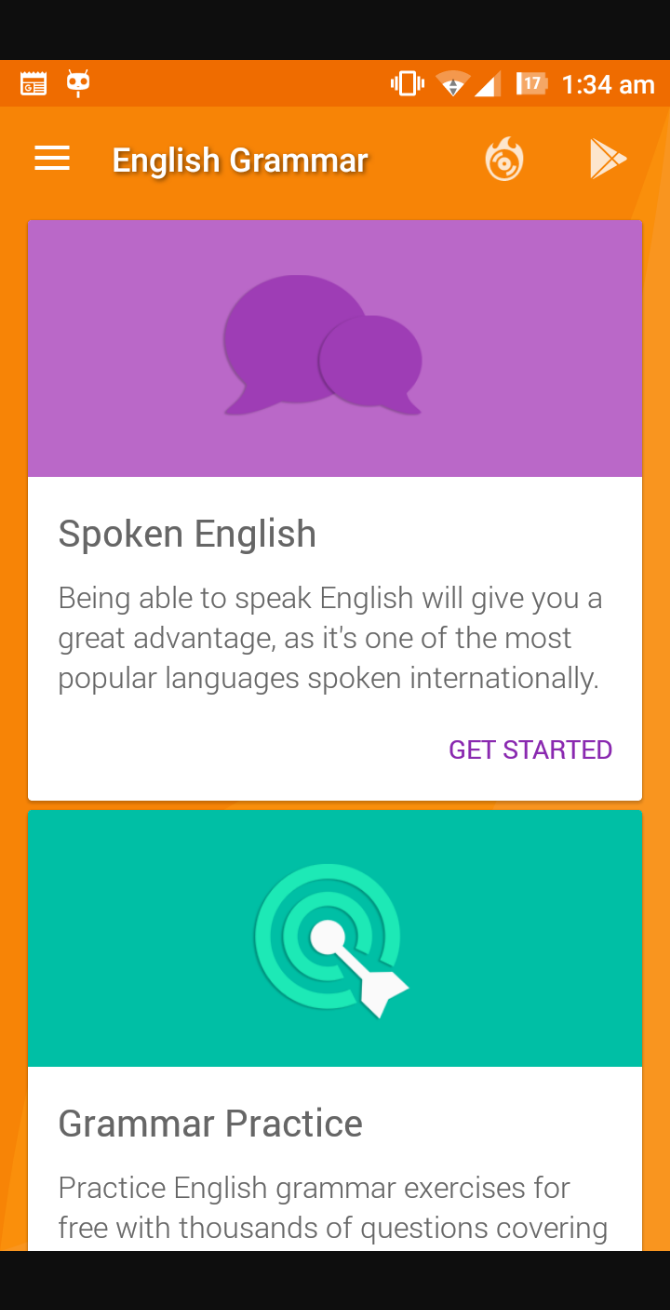 17 1:34 am
English Grammar
Spoken English
Being able to speak English will give you a
great advantage, as it's one of the most
popular languages spoken internationally.
GET STARTED
Grammar Practice
Practice English grammar exercises for
free with thousands of questions covering